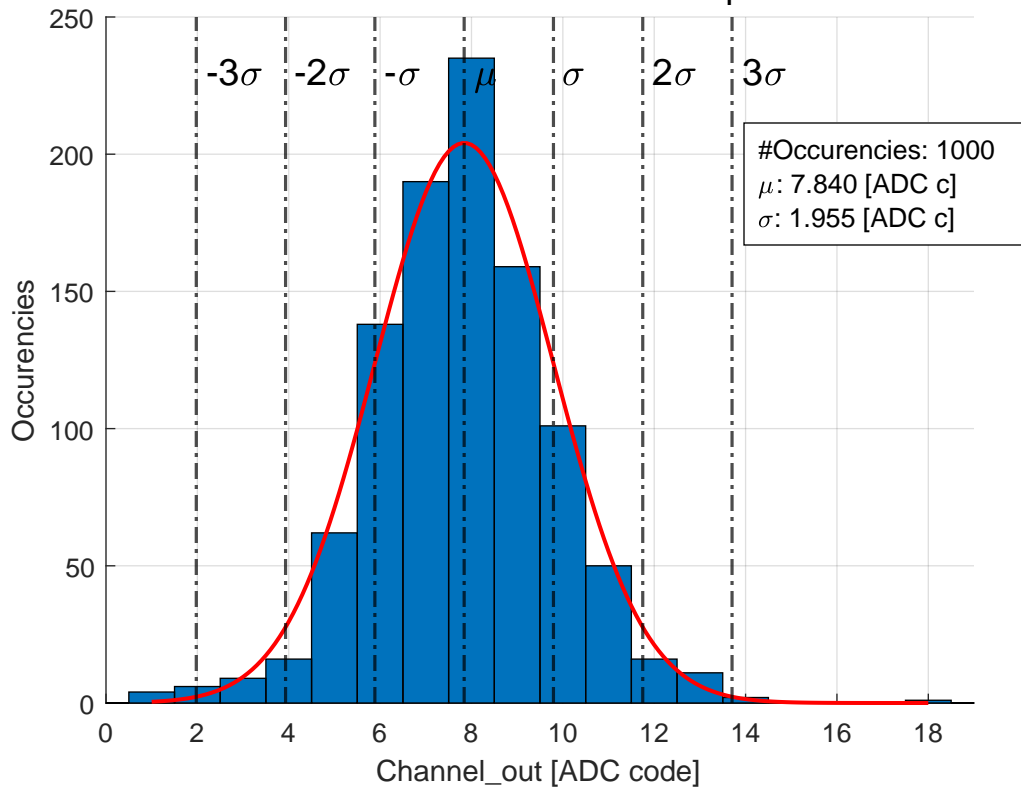 250
200
150
100
50
0
Occurencies
-3σ -2σ -σ μ σ 2σ 3σ
#Occurencies: 1000
μ: 7.840 [ADC c]
σ: 1.955 [ADC c]
0 2 4 6 8 10 12 14 16 18
Channel_out [ADC code]